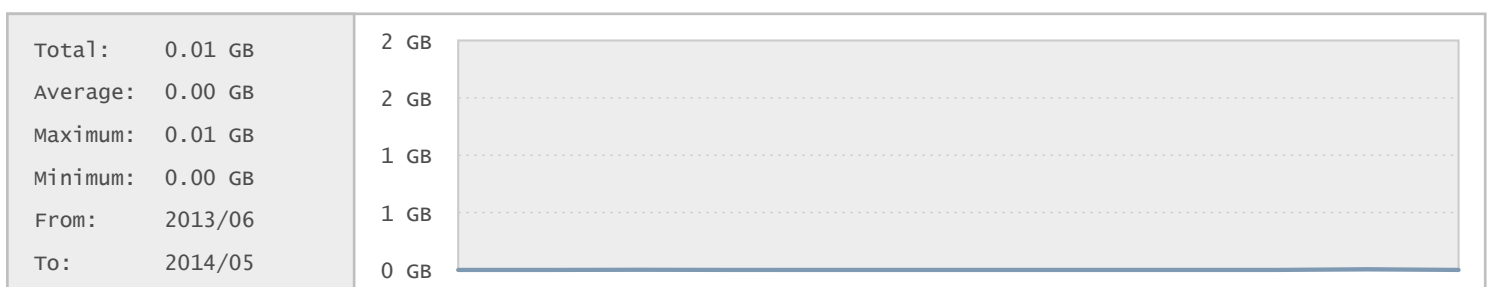 Total: 0.01 GB
Average: 0.00 GB
Maximum: 0.01 GB
Minimum: 0.00 GB
From: 2013/06
To: 2014/05
2 GB
2 GB
1 GB
1 GB
0 GB